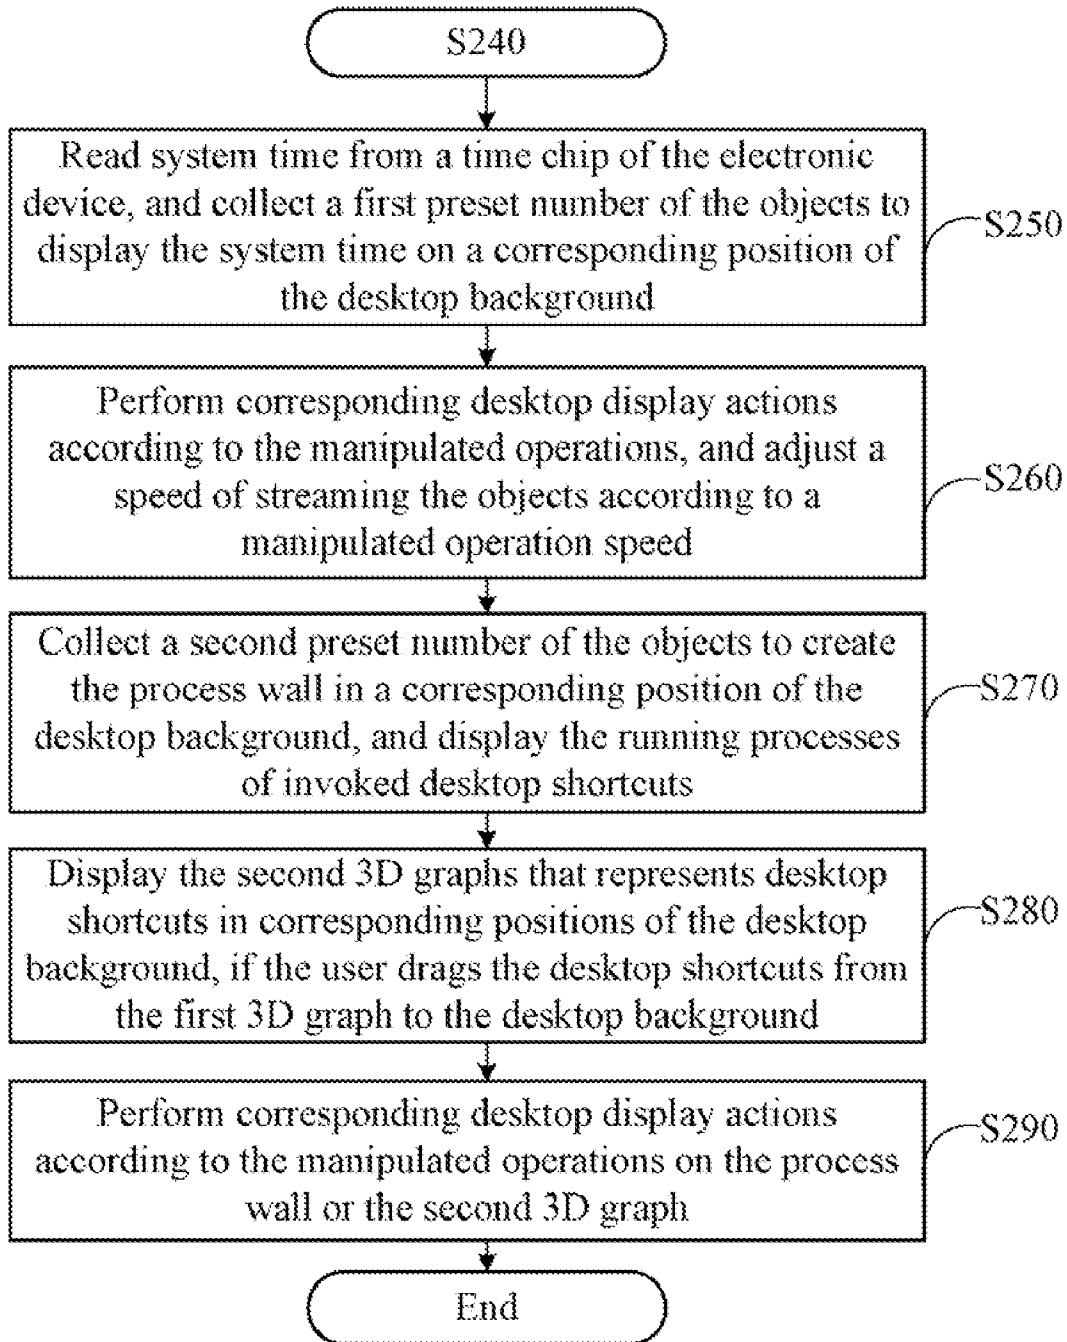 S240
Read system time from a time chip of the electronic
device, and collect a first preset number of the objects to
display the system time on a corresponding position of
the desktop background
S250
Perform corresponding desktop display actions
according to the manipulated operations, and adjust a
speed of streaming the objects according to a
manipulated operation speed
S260
Collect a second preset number of the objects to create
the process wall in a corresponding position of the
desktop background, and display the running processes
of invoked desktop shortcuts
S270
Display the second 3D graphs that represents desktop
shortcuts in corresponding positions of the desktop
background, if the user drags the desktop shortcuts from
the first 3D graph to the desktop background
S280
Perform corresponding desktop display actions
according to the manipulated operations on the process
wall or the second 3D graph
S290
End